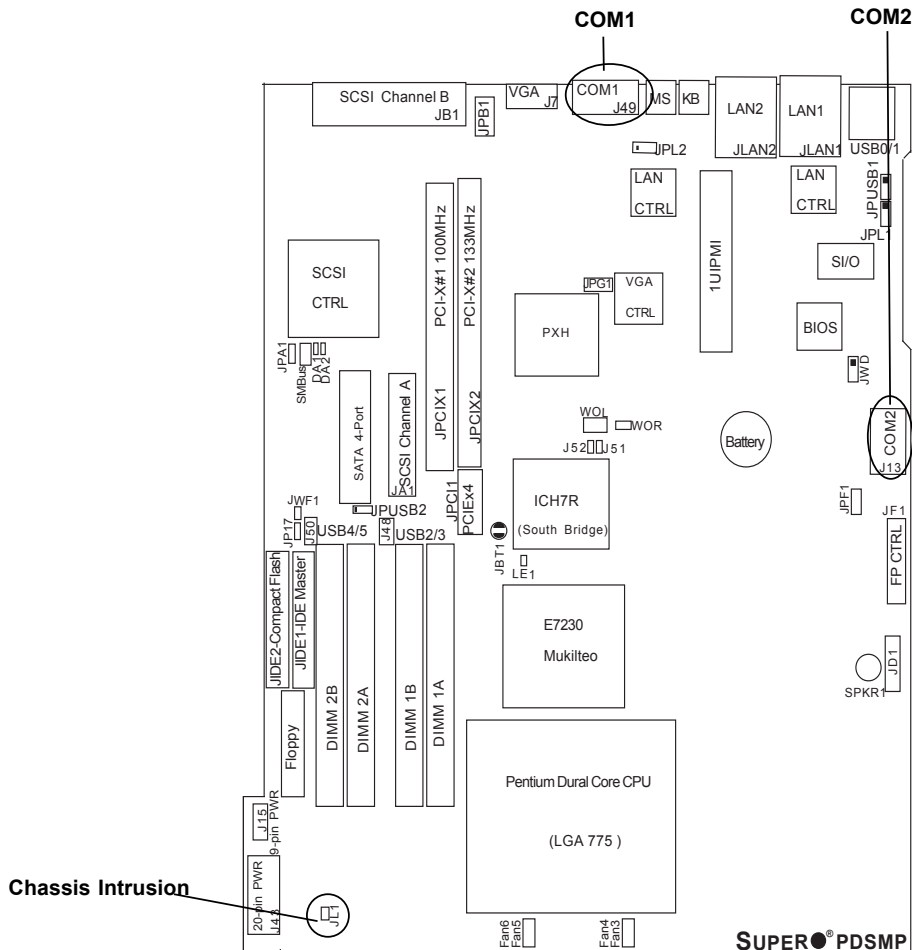 COM1
COM2
SCSI Channel B
JB1
JPB1
VGA
J7
COM1
J49
MS
KB
LAN2
JLAN2
LAN1
JLAN1
USB0/1
JPL2
LAN
CTRL
LAN
CTRL
JPUSB1
JPL1
SI/O
1UIPMI
PCI-X#1 100MHz
JPCIX1
PCI-X#2 133MHz
JPCIX2
SCSI
CTRL
JPG1
VGA
CTRL
PXH
BIOS
JPA1
SMBus
DA1
DA2
JWD
SATA 4-Port
SCSI Channel A
JA1
WOL
WOR
Battery
COM2
J13
J52
J51
JPCI1
PCIEx4
ICH7R
(South Bridge)
JPF1
JF1
FP CTRL
JWF1
JPUSB2
JP17
J50
USB4/5
J48
USB2/3
JBT1
LE1
JIDE2-Compact Flash
JIDE1-IDE Master
E7230
Mukilteo
SPKR1
JD1
Floppy
DIMM 2B
DIMM 2A
DIMM 1B
DIMM 1A
Pentium Dural Core CPU
(LGA 775 )
J15
9-pin PWR
20-pin PWR
J43
Chassis Intrusion
JL1
Fan6
Fan5
Fan4
Fan3
SUPER●® PDSMP